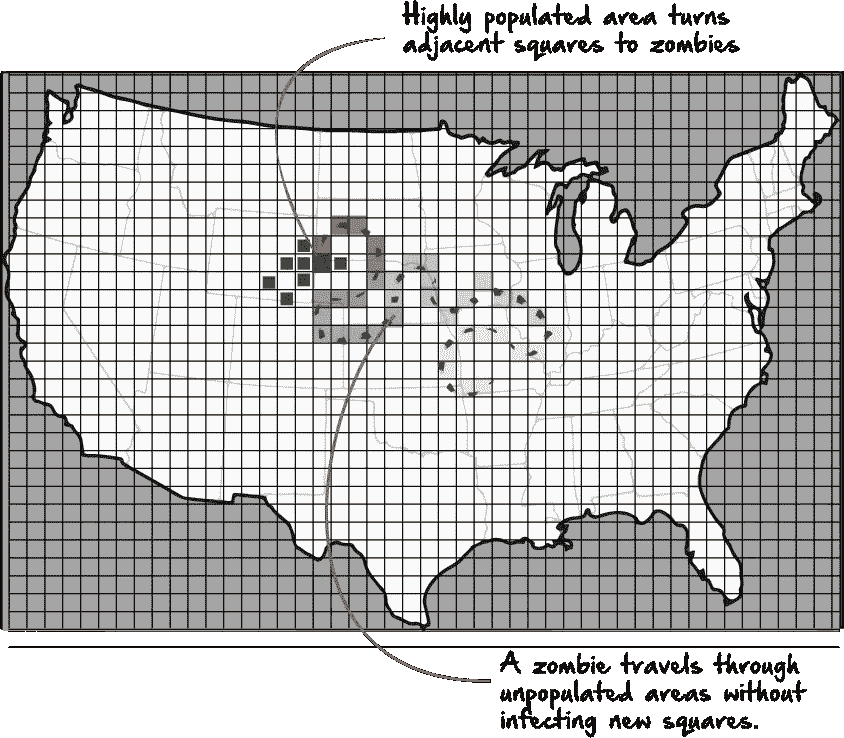 Highly populated area turns
adjacent squares to zombies
A zombie travels through
unpopulated areas without
infecting new squares.